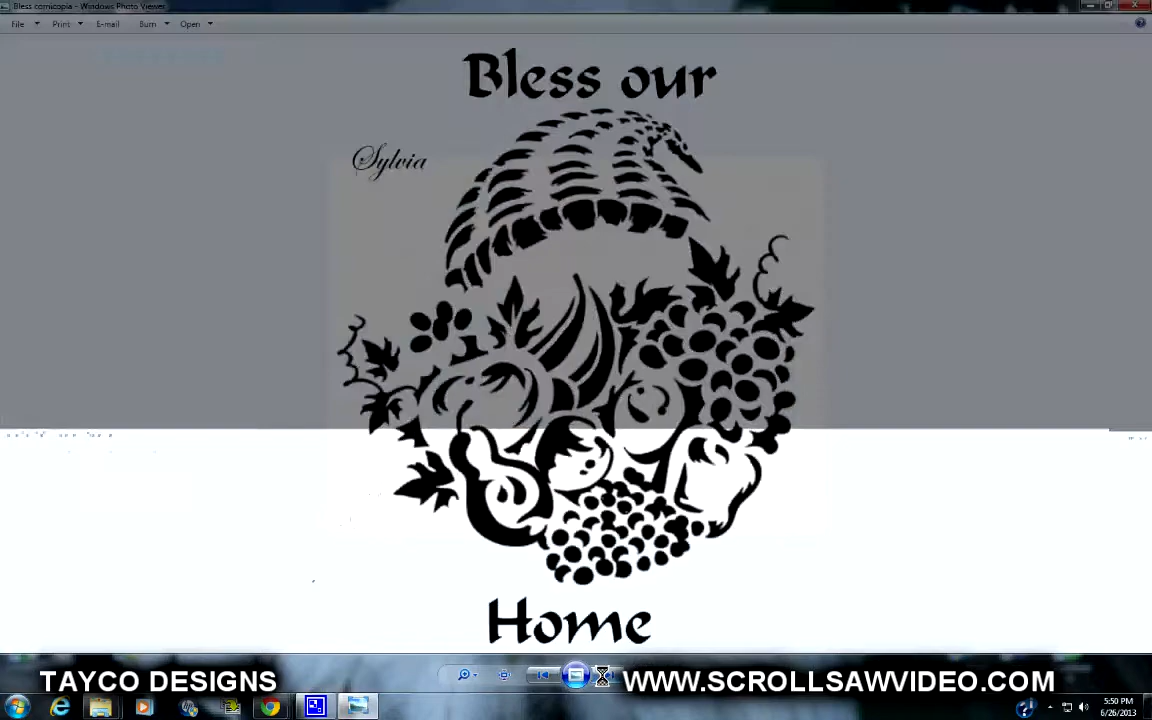 Bless cornicopia - Windows Photo Viewer
File Print E-mail Burn Open
Bless our
Sylvia
Home
TAYCO DESIGNS WWW.SCROLLSAWVIDEO.COM
5:50 PM
6/26/2013